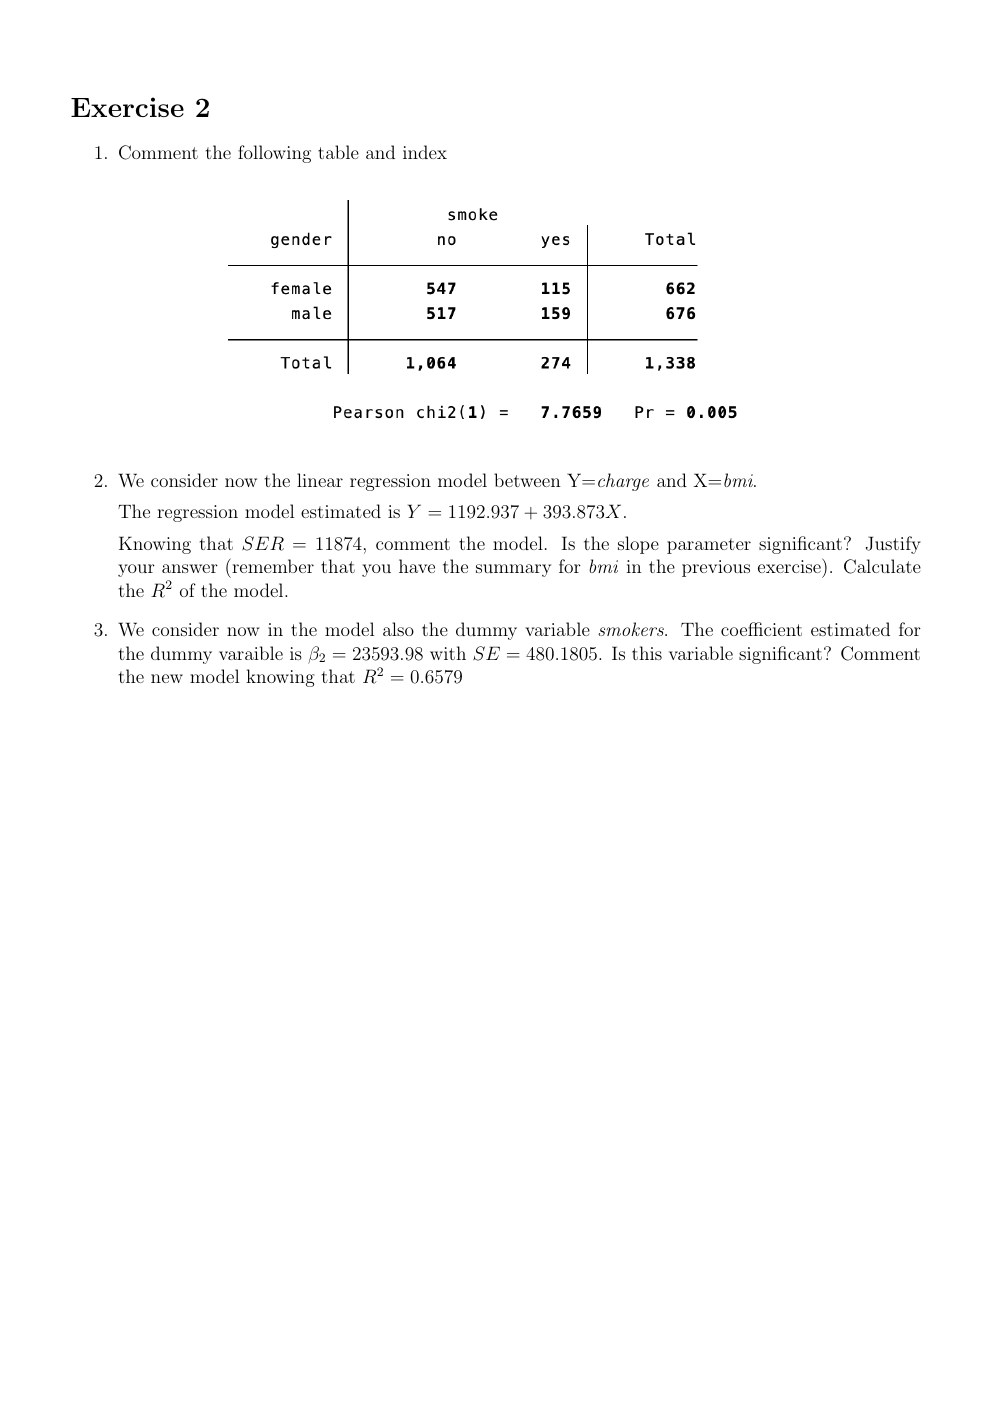 Exercise 2
1. Comment the following table and index
smoke
gender no yes Total
female 547 115 662
male 517 159 676
Total 1,064 274 1,338
Pearson chi2(1) = 7.7659 Pr = 0.005
2. We consider now the linear regression model between Y=charge and X=bmi.
The regression model estimated is Y = 1192.937 + 393.873X.
Knowing that SER = 11874, comment the model. Is the slope parameter significant? Justify
your answer (remember that you have the summary for bmi in the previous exercise). Calculate
the R² of the model.
3. We consider now in the model also the dummy variable smokers. The coefficient estimated for
the dummy varaible is β₂ = 23593.98 with SE = 480.1805. Is this variable significant? Comment
the new model knowing that R² = 0.6579